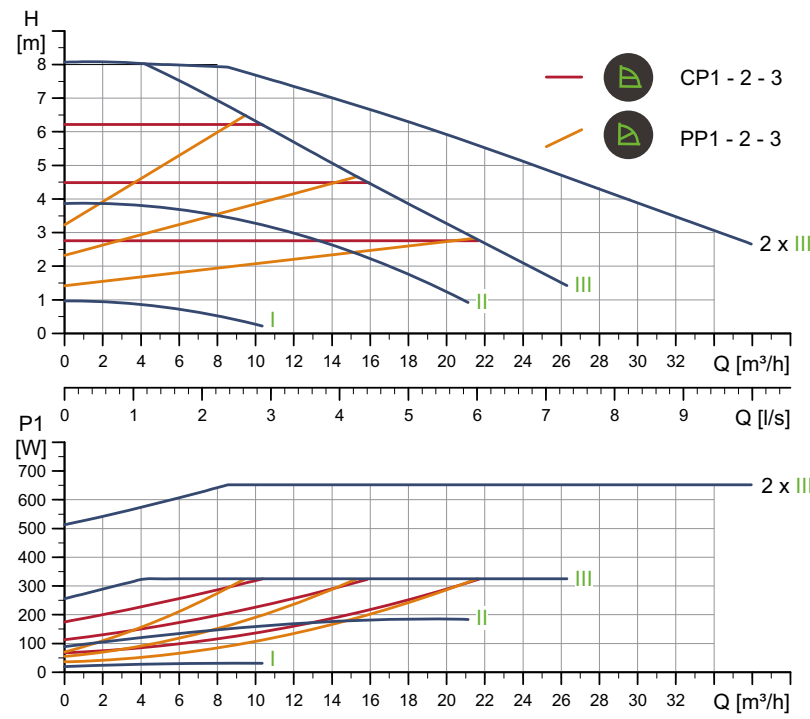 H
[m]
8
7
6
5
4
3
2
1
0
CP1 - 2 - 3
PP1 - 2 - 3
2 x III
III
II
I
0 2 4 6 8 10 12 14 16 18 20 22 24 26 28 30 32 Q [m³/h]
0 1 2 3 4 5 6 7 8 9 Q [l/s]
P1
[W]
700
600
500
400
300
200
100
0
2 x III
III
II
I
0 2 4 6 8 10 12 14 16 18 20 22 24 26 28 30 32 Q [m³/h]